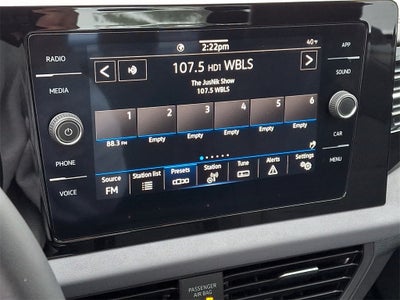 2:22pm 40°F
RADIO APP
107.5 HD1 WBLS
MEDIA SOUND
The JusNik Show
107.5 WBLS
1 2 3 4 5 6
88.3 FM Empty Empty Empty Empty Empty
PHONE CAR
VOICE MENU
Source Station list Presets Station Tune Alerts Settings
FM
PASSENGER
AIR BAG